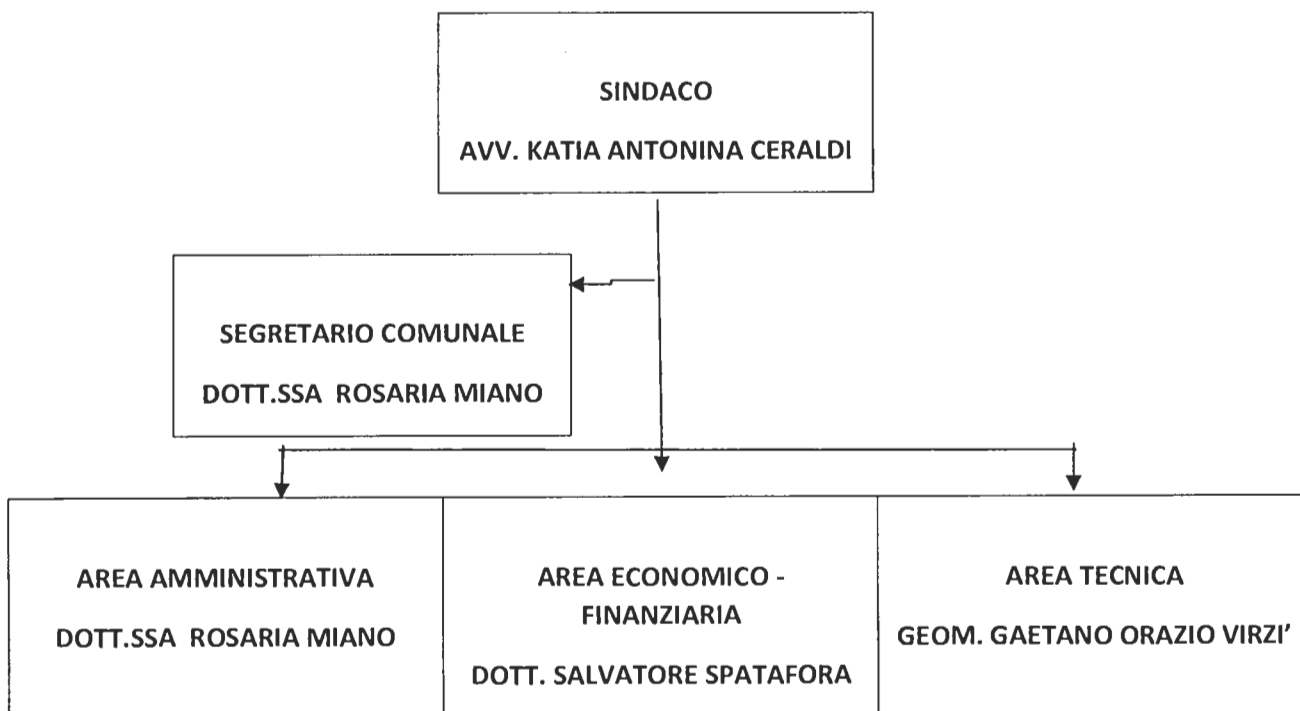 SINDACO
AVV. KATIA ANTONINA CERALDI
SEGRETARIO COMUNALE
DOTT.SSA ROSARIA MIANO
AREA AMMINISTRATIVA
DOTT.SSA ROSARIA MIANO
AREA ECONOMICO -
FINANZIARIA
DOTT. SALVATORE SPATAFORA
AREA TECNICA
GEOM. GAETANO ORAZIO VIRZI’